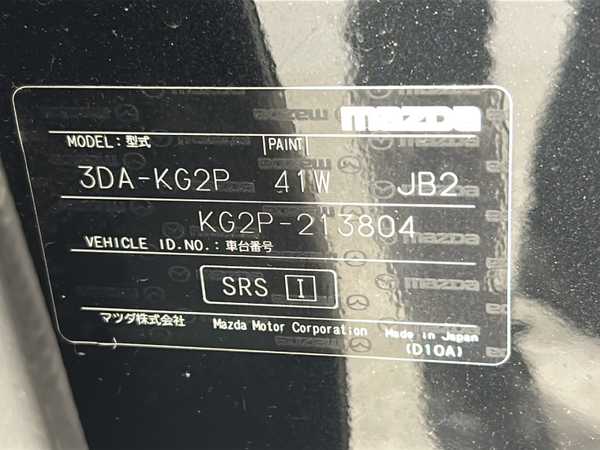 mazda
MODEL: 型式 PAINT
3DA-KG2P 41W JB2
KG2P-213804
VEHICLE ID.NO.: 車台番号
SRS I
マツダ株式会社 Mazda Motor Corporation Made in Japan
(D10A)